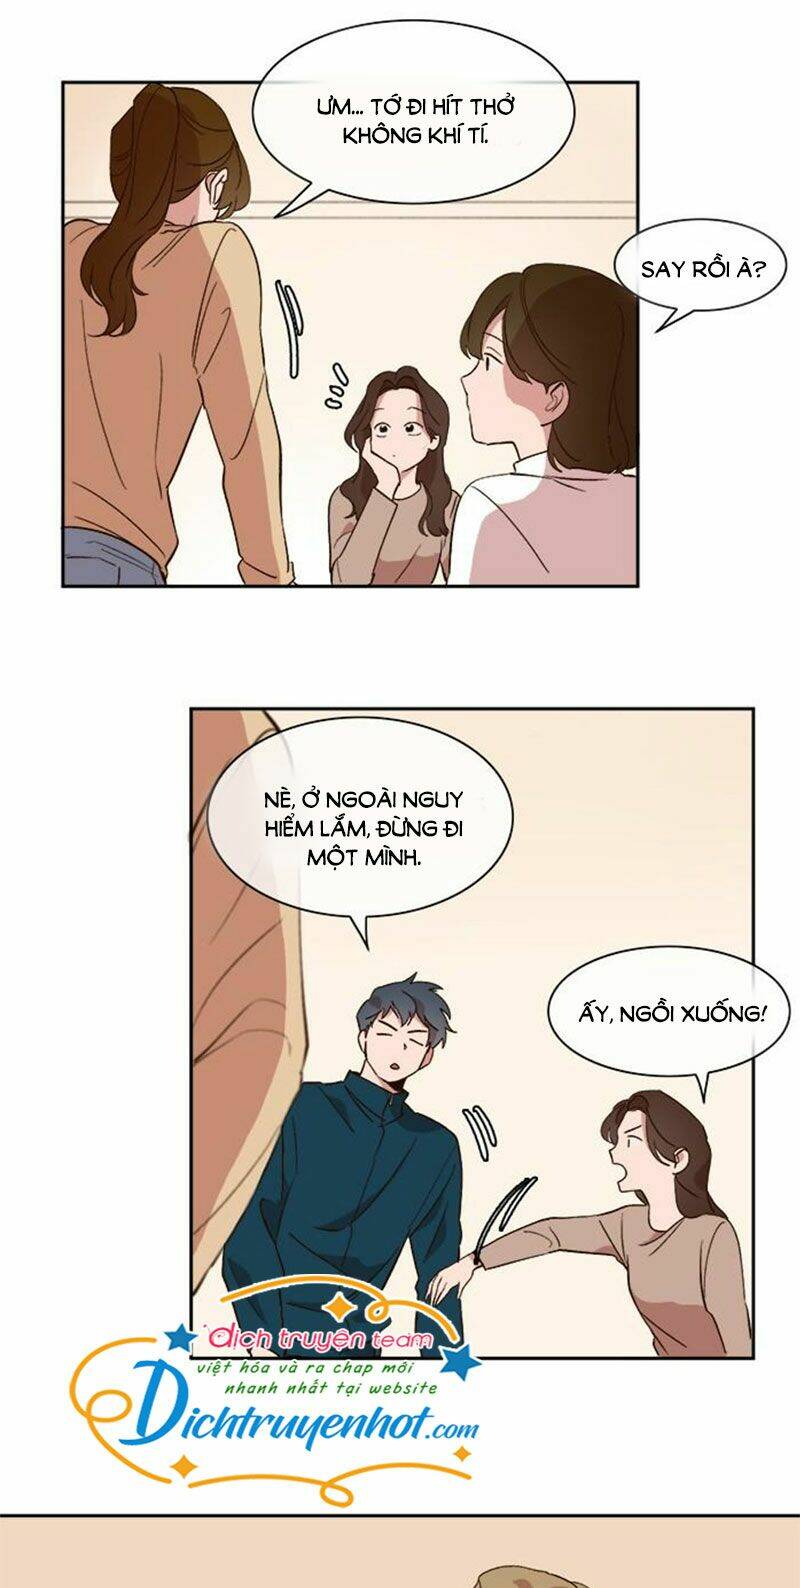 ƯM... TỚ ĐI HÍT THỞ
KHÔNG KHÍ TÍ.
SAY RỒI À?
NÈ, Ở NGOÀI NGUY
HIỂM LẮM, ĐỪNG ĐI
MỘT MÌNH.
ẤY, NGỒI XUỐNG!
dịch truyện team
việt hóa và ra chap mới
nhanh nhất tại website
Dichtruyenhot.com